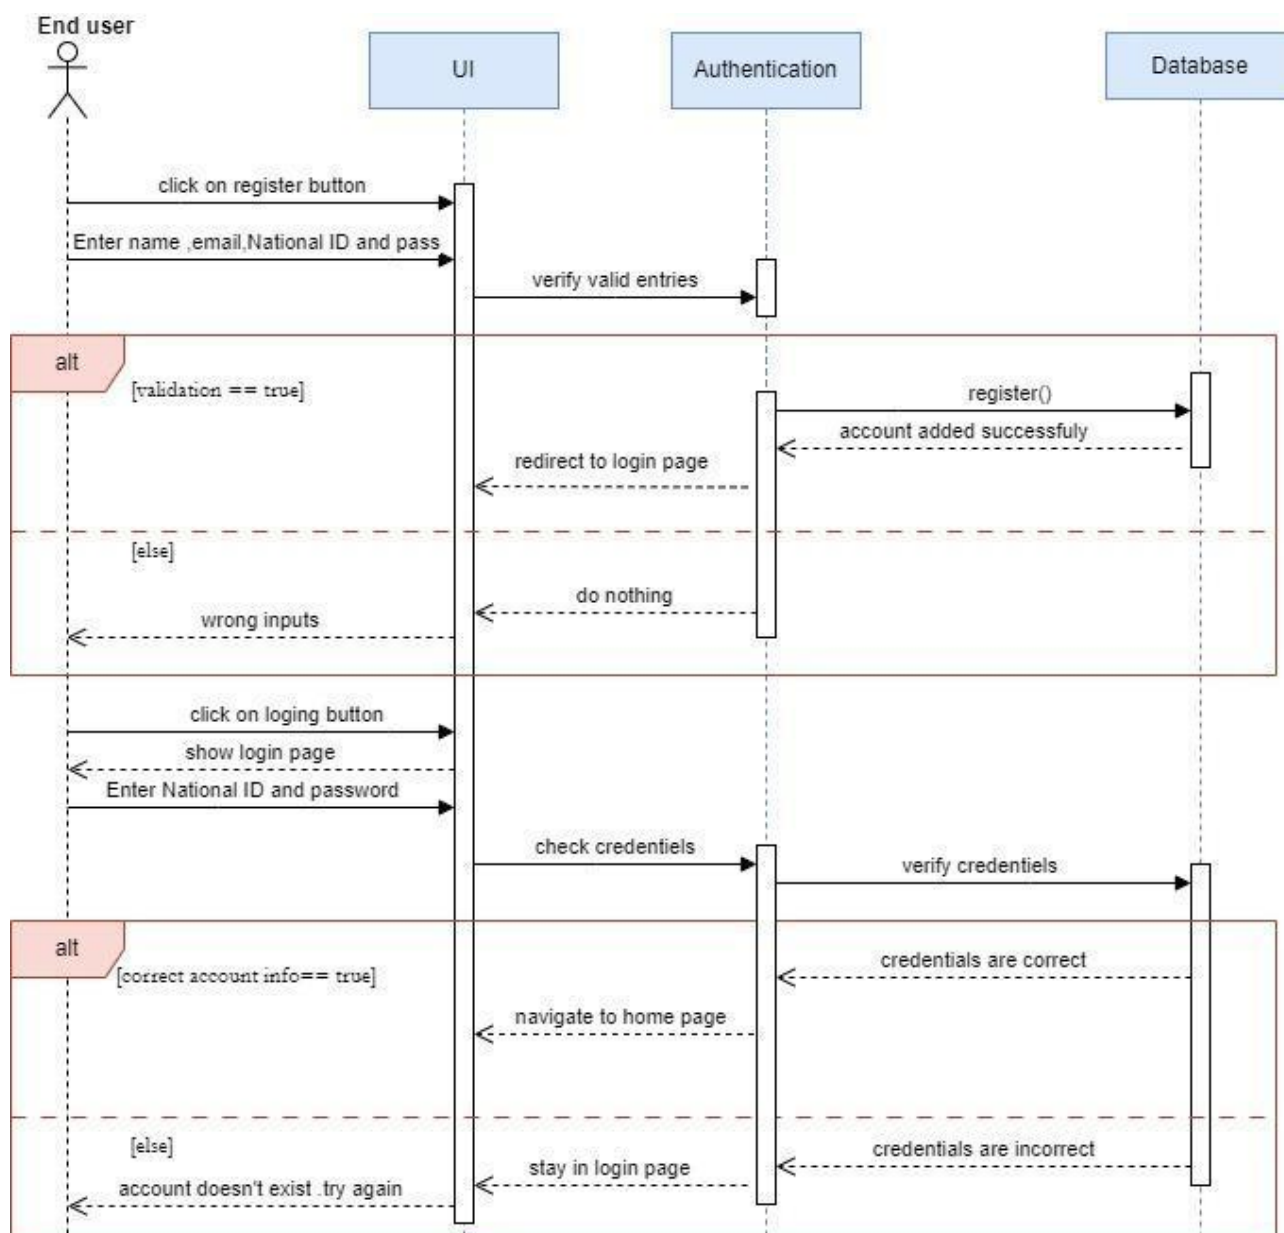 End user
UI
Authentication
Database
click on register button
Enter name ,email,National ID and pass
verify valid entries
alt
[validation == true]
register()
account added successfuly
redirect to login page
[else]
do nothing
wrong inputs
click on loging button
show login page
Enter National ID and password
check credentiels
verify credentiels
alt
[correct account info== true]
credentials are correct
navigate to home page
[else]
credentials are incorrect
stay in login page
account doesn't exist .try again